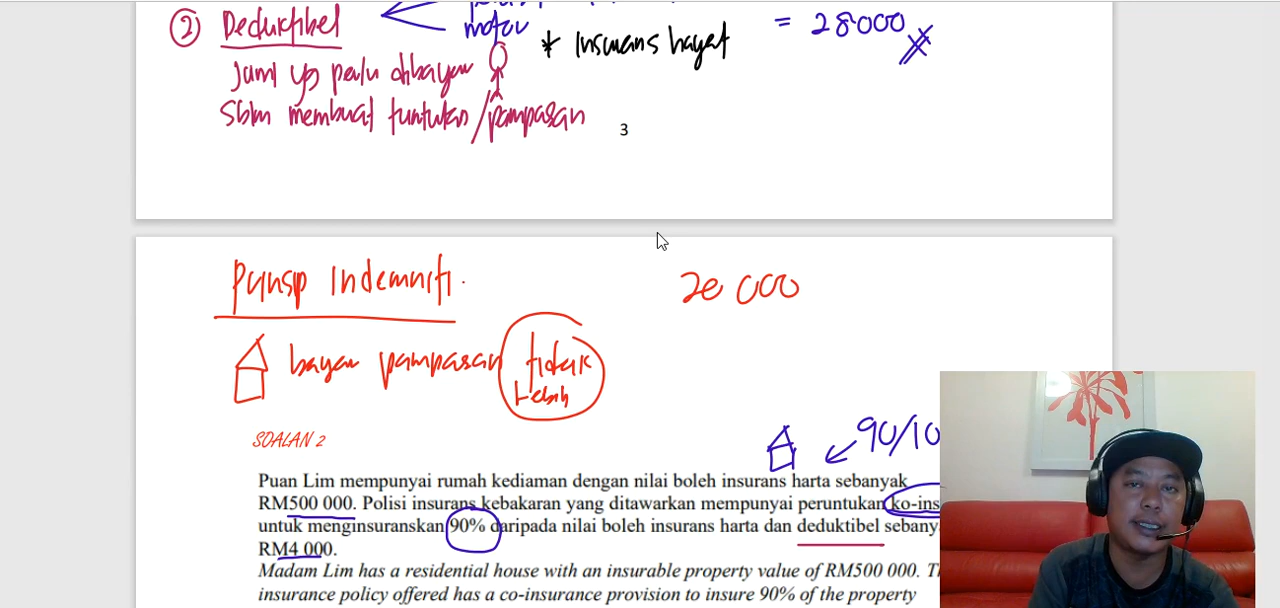 ② Deduktibel
motor
* Insurans hayat
= 28000
Juml yg perlu dibayar
Sblm membuat tuntutan/pampasan
3
Prinsip Indemniti.
20 000
bayar pampasan tidak
lebih
SOALAN 2
90/10
Puan Lim mempunyai rumah kediaman dengan nilai boleh insurans harta sebanyak
RM500 000. Polisi insurans kebakaran yang ditawarkan mempunyai peruntukan ko-ins
untuk menginsuranskan 90% daripada nilai boleh insurans harta dan deduktibel sebany
RM4 000.
Madam Lim has a residential house with an insurable property value of RM500 000. T
insurance policy offered has a co-insurance provision to insure 90% of the property